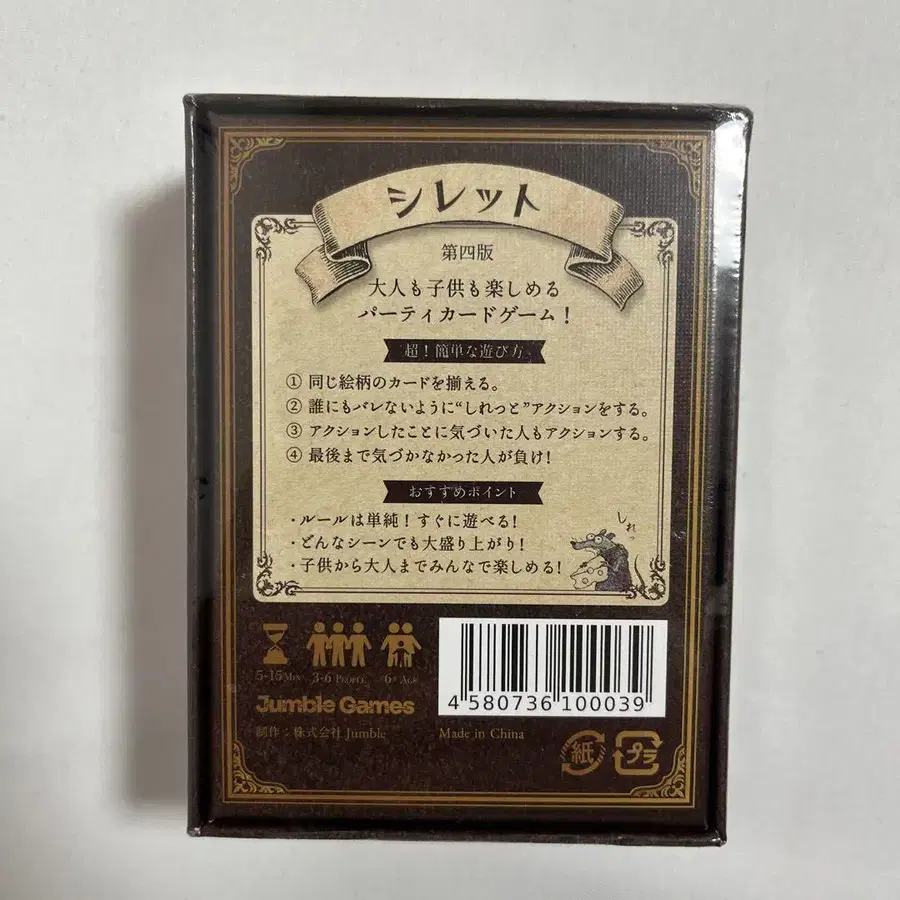 シレット
第四版
大人も子供も楽しめる
パーティカードゲーム！
超！簡単な遊び方
① 同じ絵柄のカードを揃える。
② 誰にもバレないように“しれっと”アクションをする。
③ アクションしたことに気づいた人もアクションする。
④ 最後まで気づかなかった人が負け!
おすすめポイント
・ルールは単純！すぐに遊べる!
・どんなシーンでも大盛り上がり!
・子供から大人までみんなで楽しめる!
しれっ
5-15 Min 3-6 People 6+ Age
Jumble Games
制作：株式会社 Jumble
4 580736 100039
Made in China
紙 プラ